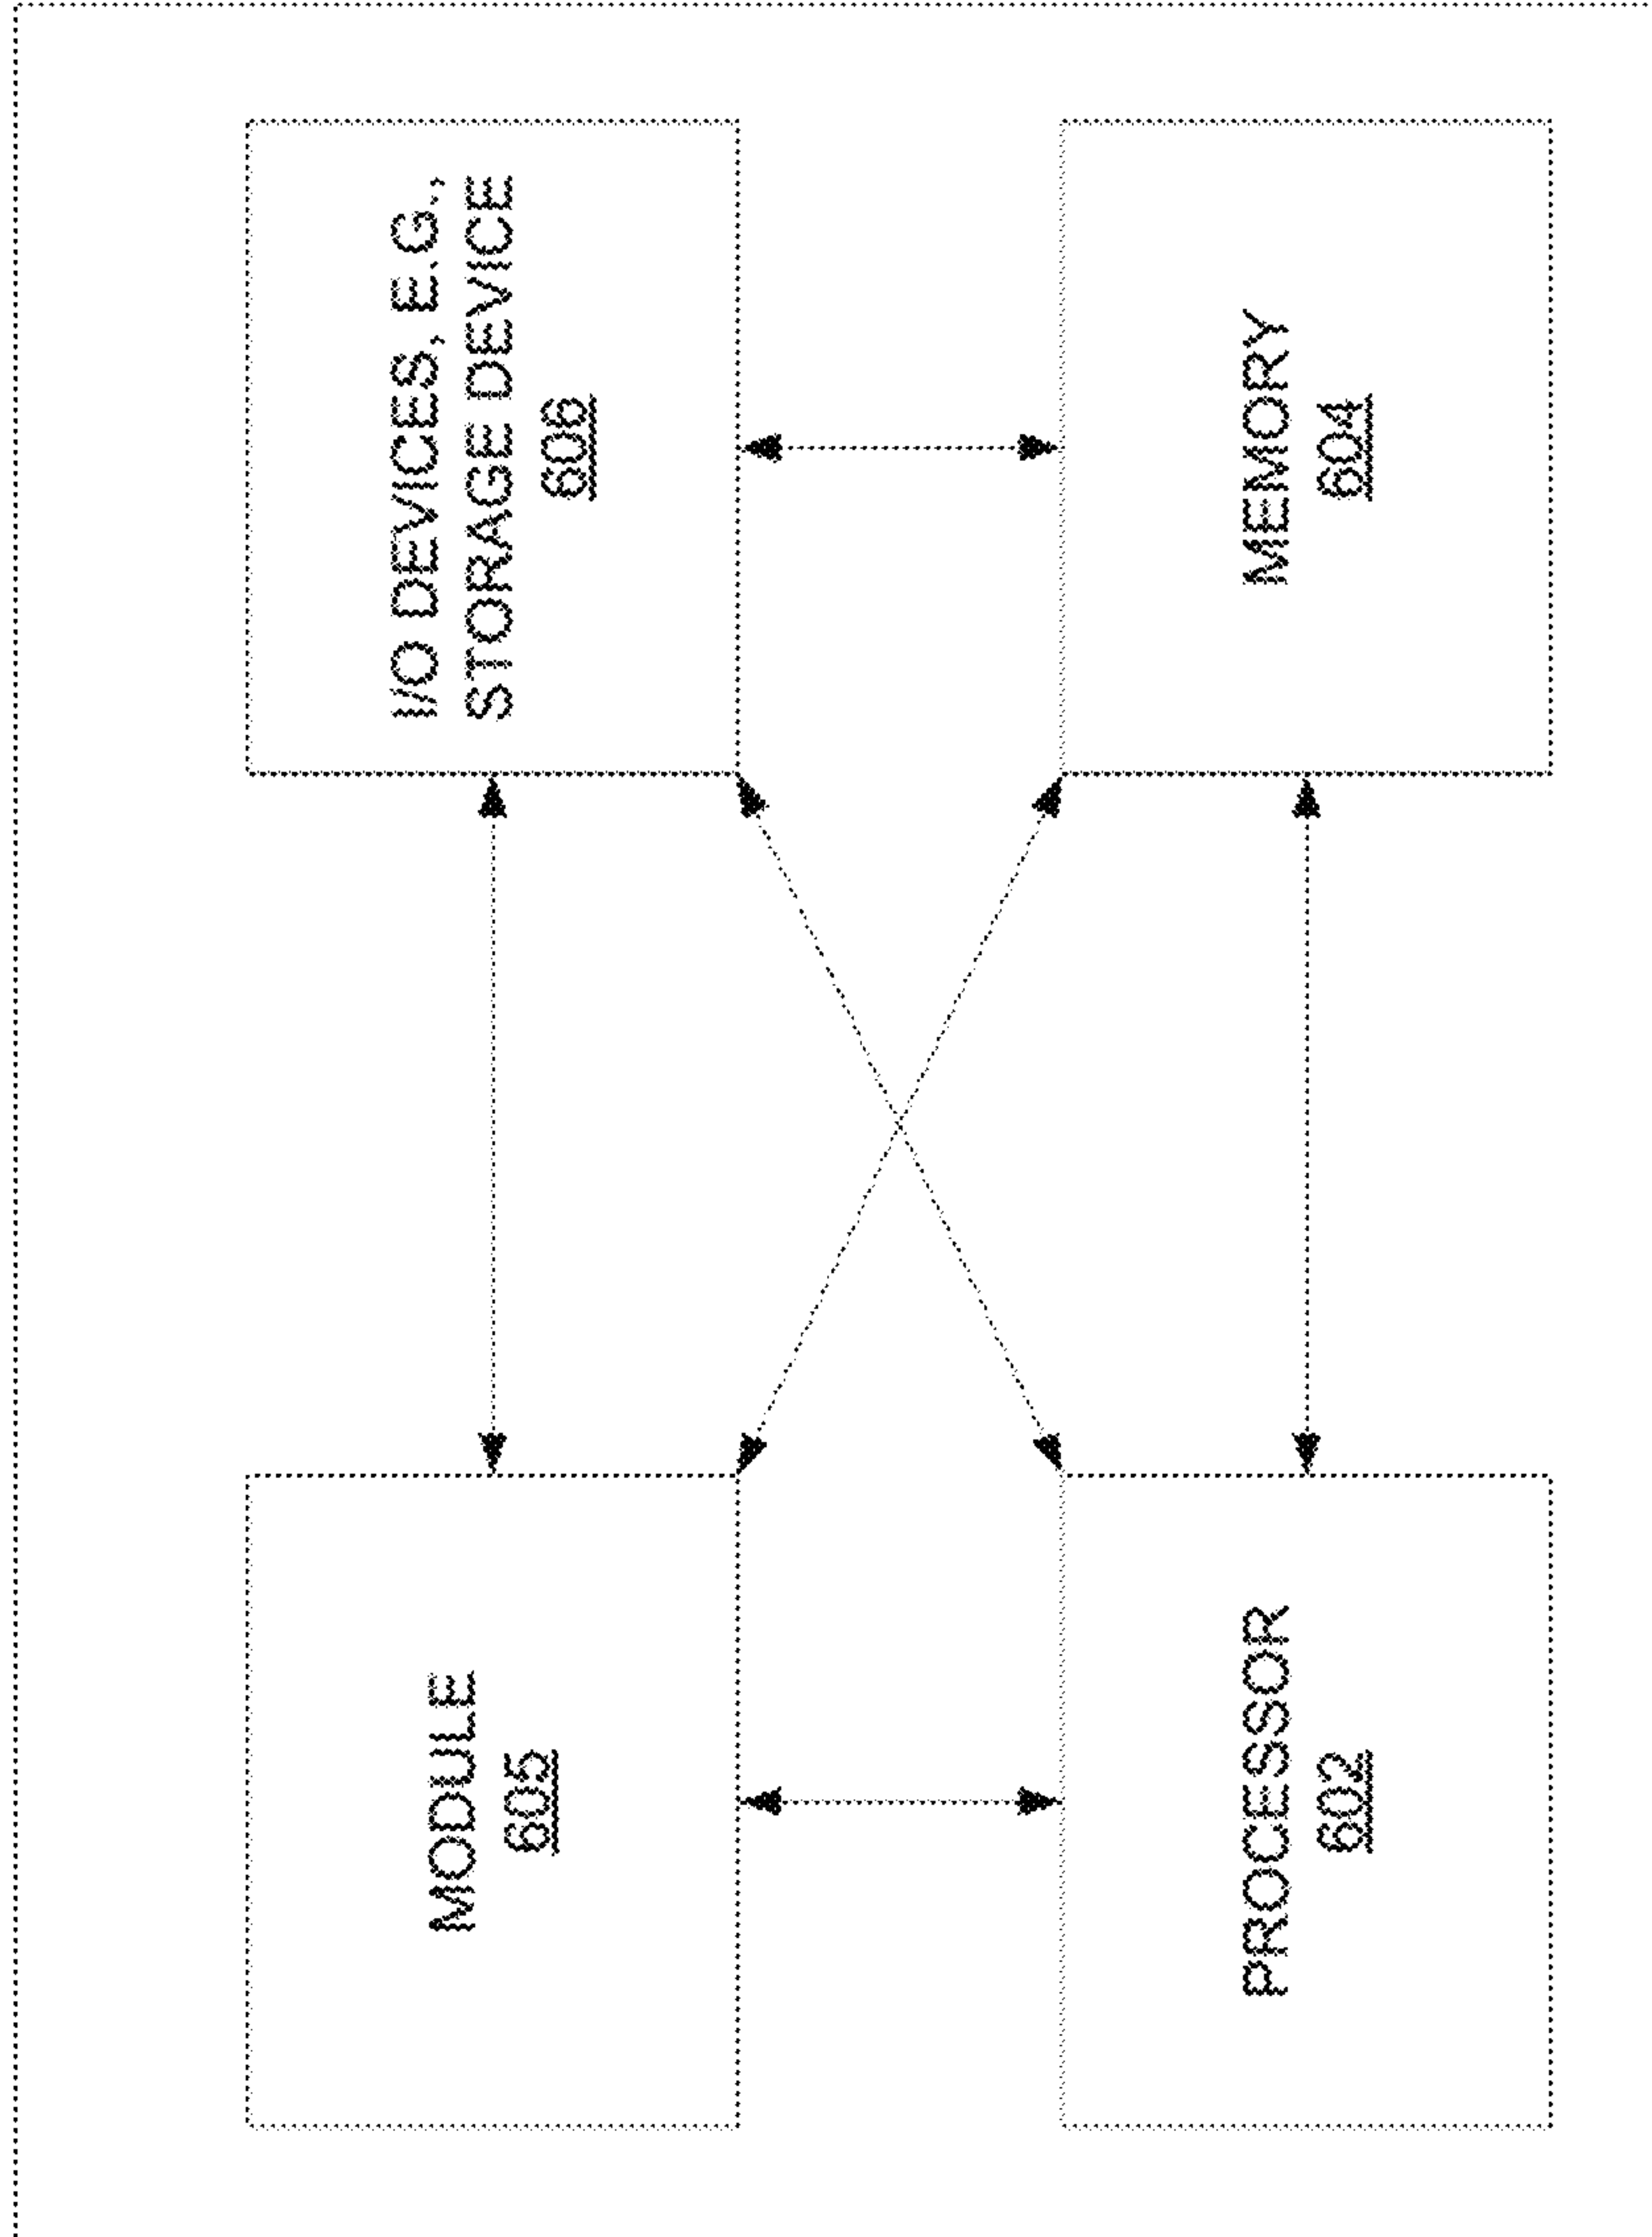 MODULE
605
I/O DEVICES, E.G.,
STORAGE DEVICE
606
PROCESSOR
602
MEMORY
604